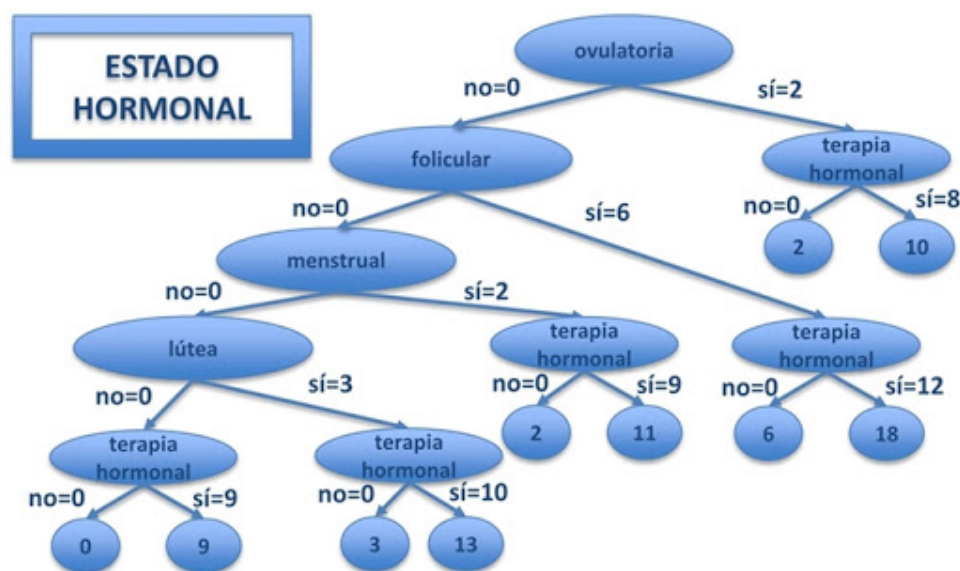 ESTADO
HORMONAL
ovulatoria
no=0
sí=2
folicular
terapia
hormonal
no=0
sí=6
no=0
sí=8
menstrual
2
10
no=0
sí=2
lútea
terapia
hormonal
terapia
hormonal
no=0
sí=3
no=0
sí=9
no=0
sí=12
terapia
hormonal
terapia
hormonal
2
11
6
18
no=0
sí=9
no=0
sí=10
0
9
3
13